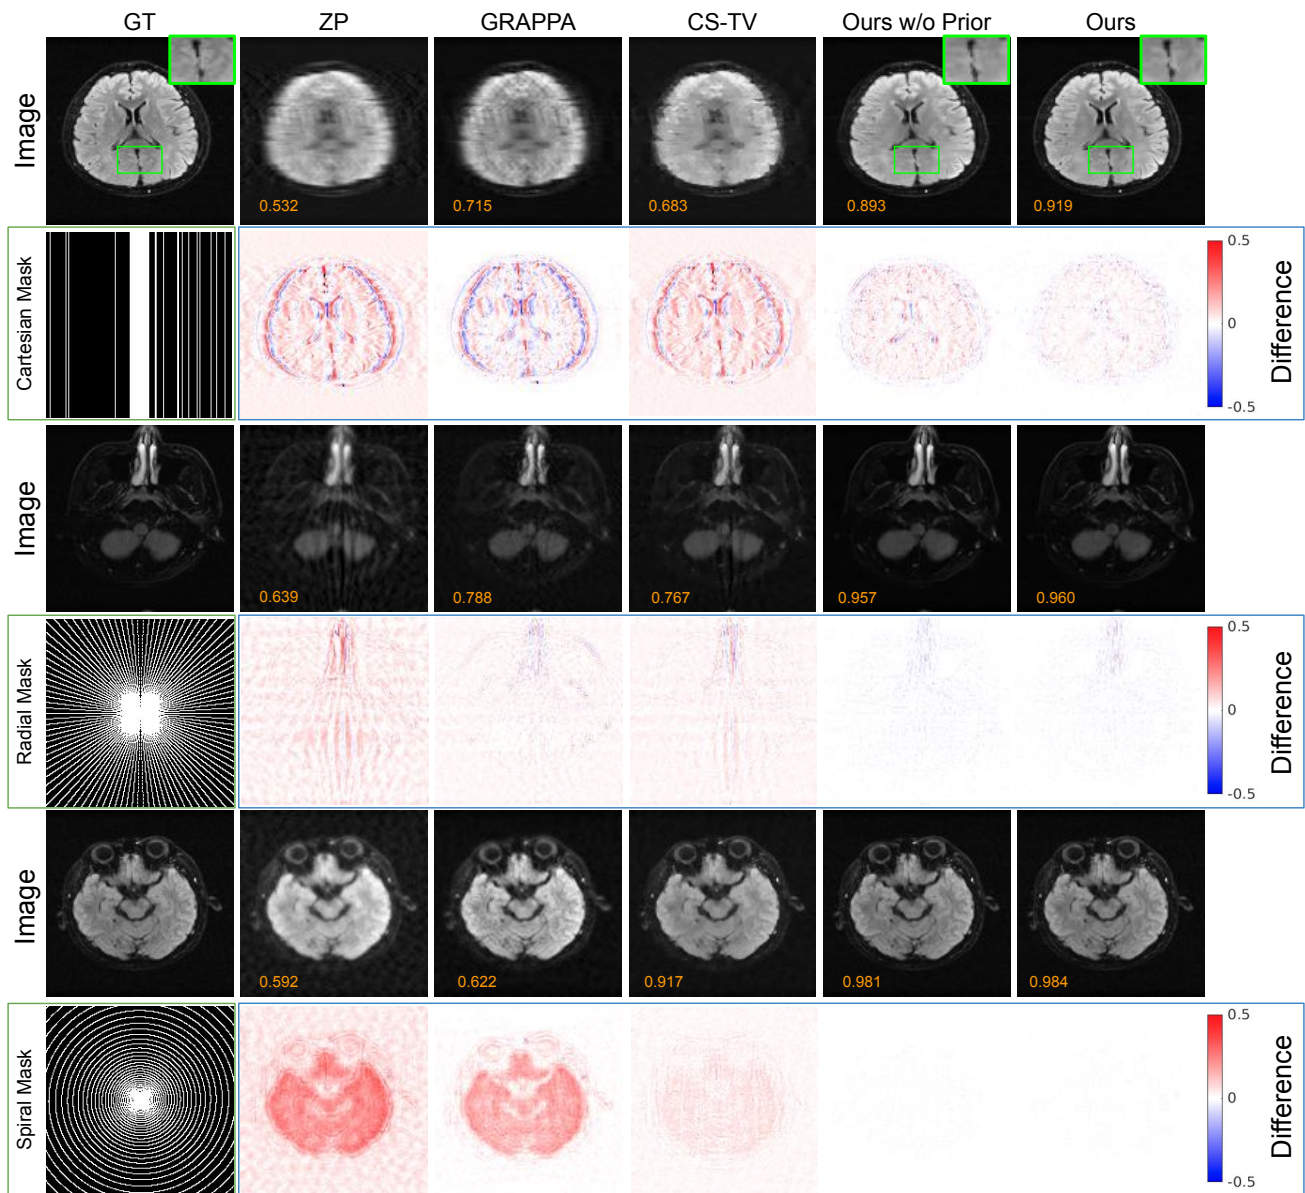 GT ZP GRAPPA CS-TV Ours w/o Prior Ours
Image
0.532 0.715 0.683 0.893 0.919
Cartesian Mask
0.5
0
-0.5
Difference
Image
0.639 0.788 0.767 0.957 0.960
Radial Mask
0.5
0
-0.5
Difference
Image
0.592 0.622 0.917 0.981 0.984
Spiral Mask
0.5
0
-0.5
Difference